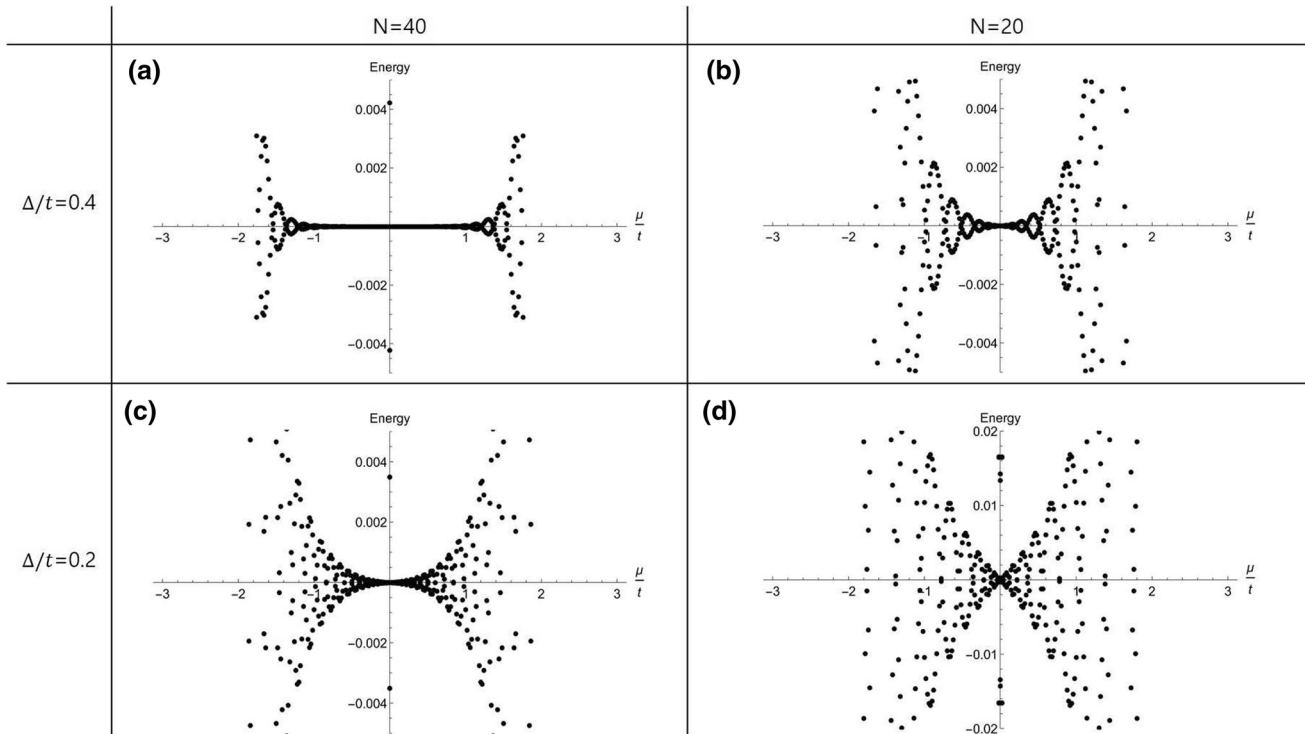 N=40
N=20
Δ/t=0.4
(a)
Energy
0.004
0.002
-0.002
-0.004
-3
-2
-1
1
2
3
μ/t
(b)
Energy
0.004
0.002
-0.002
-0.004
-3
-2
-1
1
2
3
μ/t
Δ/t=0.2
(c)
Energy
0.004
0.002
-0.002
-0.004
-3
-2
-1
1
2
3
μ/t
(d)
Energy
0.02
0.01
-0.01
-0.02
-3
-2
-1
1
2
3
μ/t